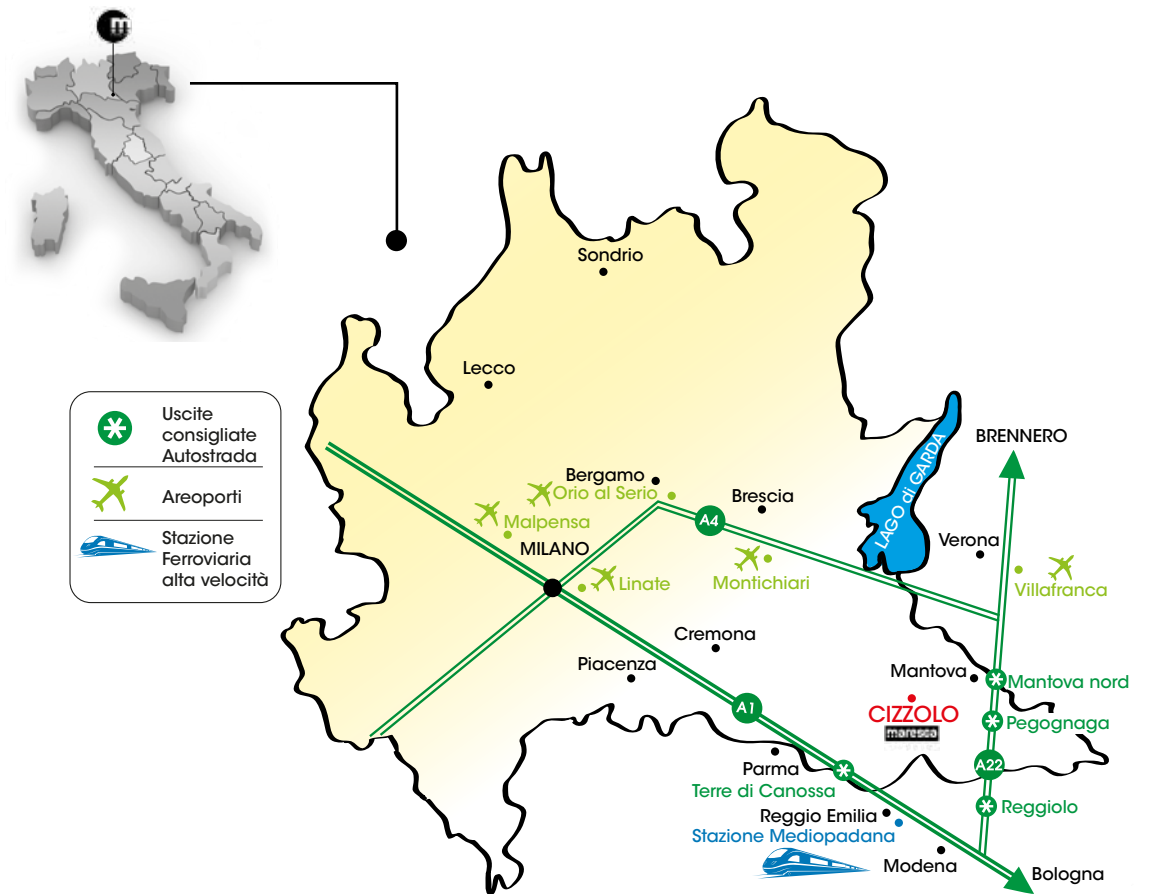 m
Sondrio
Lecco
Uscite
consigliate
Autostrada
Areoporti
Stazione
Ferroviaria
alta velocità
BRENNERO
LAGO di GARDA
Bergamo
Orio al Serio
Brescia
A4
Malpensa
MILANO
Verona
Linate
Montichiari
Villafranca
Cremona
Piacenza
Mantova
Mantova nord
CIZZOLO
maresca
A1
Pegognaga
Parma
A22
Terre di Canossa
Reggiolo
Reggio Emilia
Stazione Mediopadana
Modena
Bologna